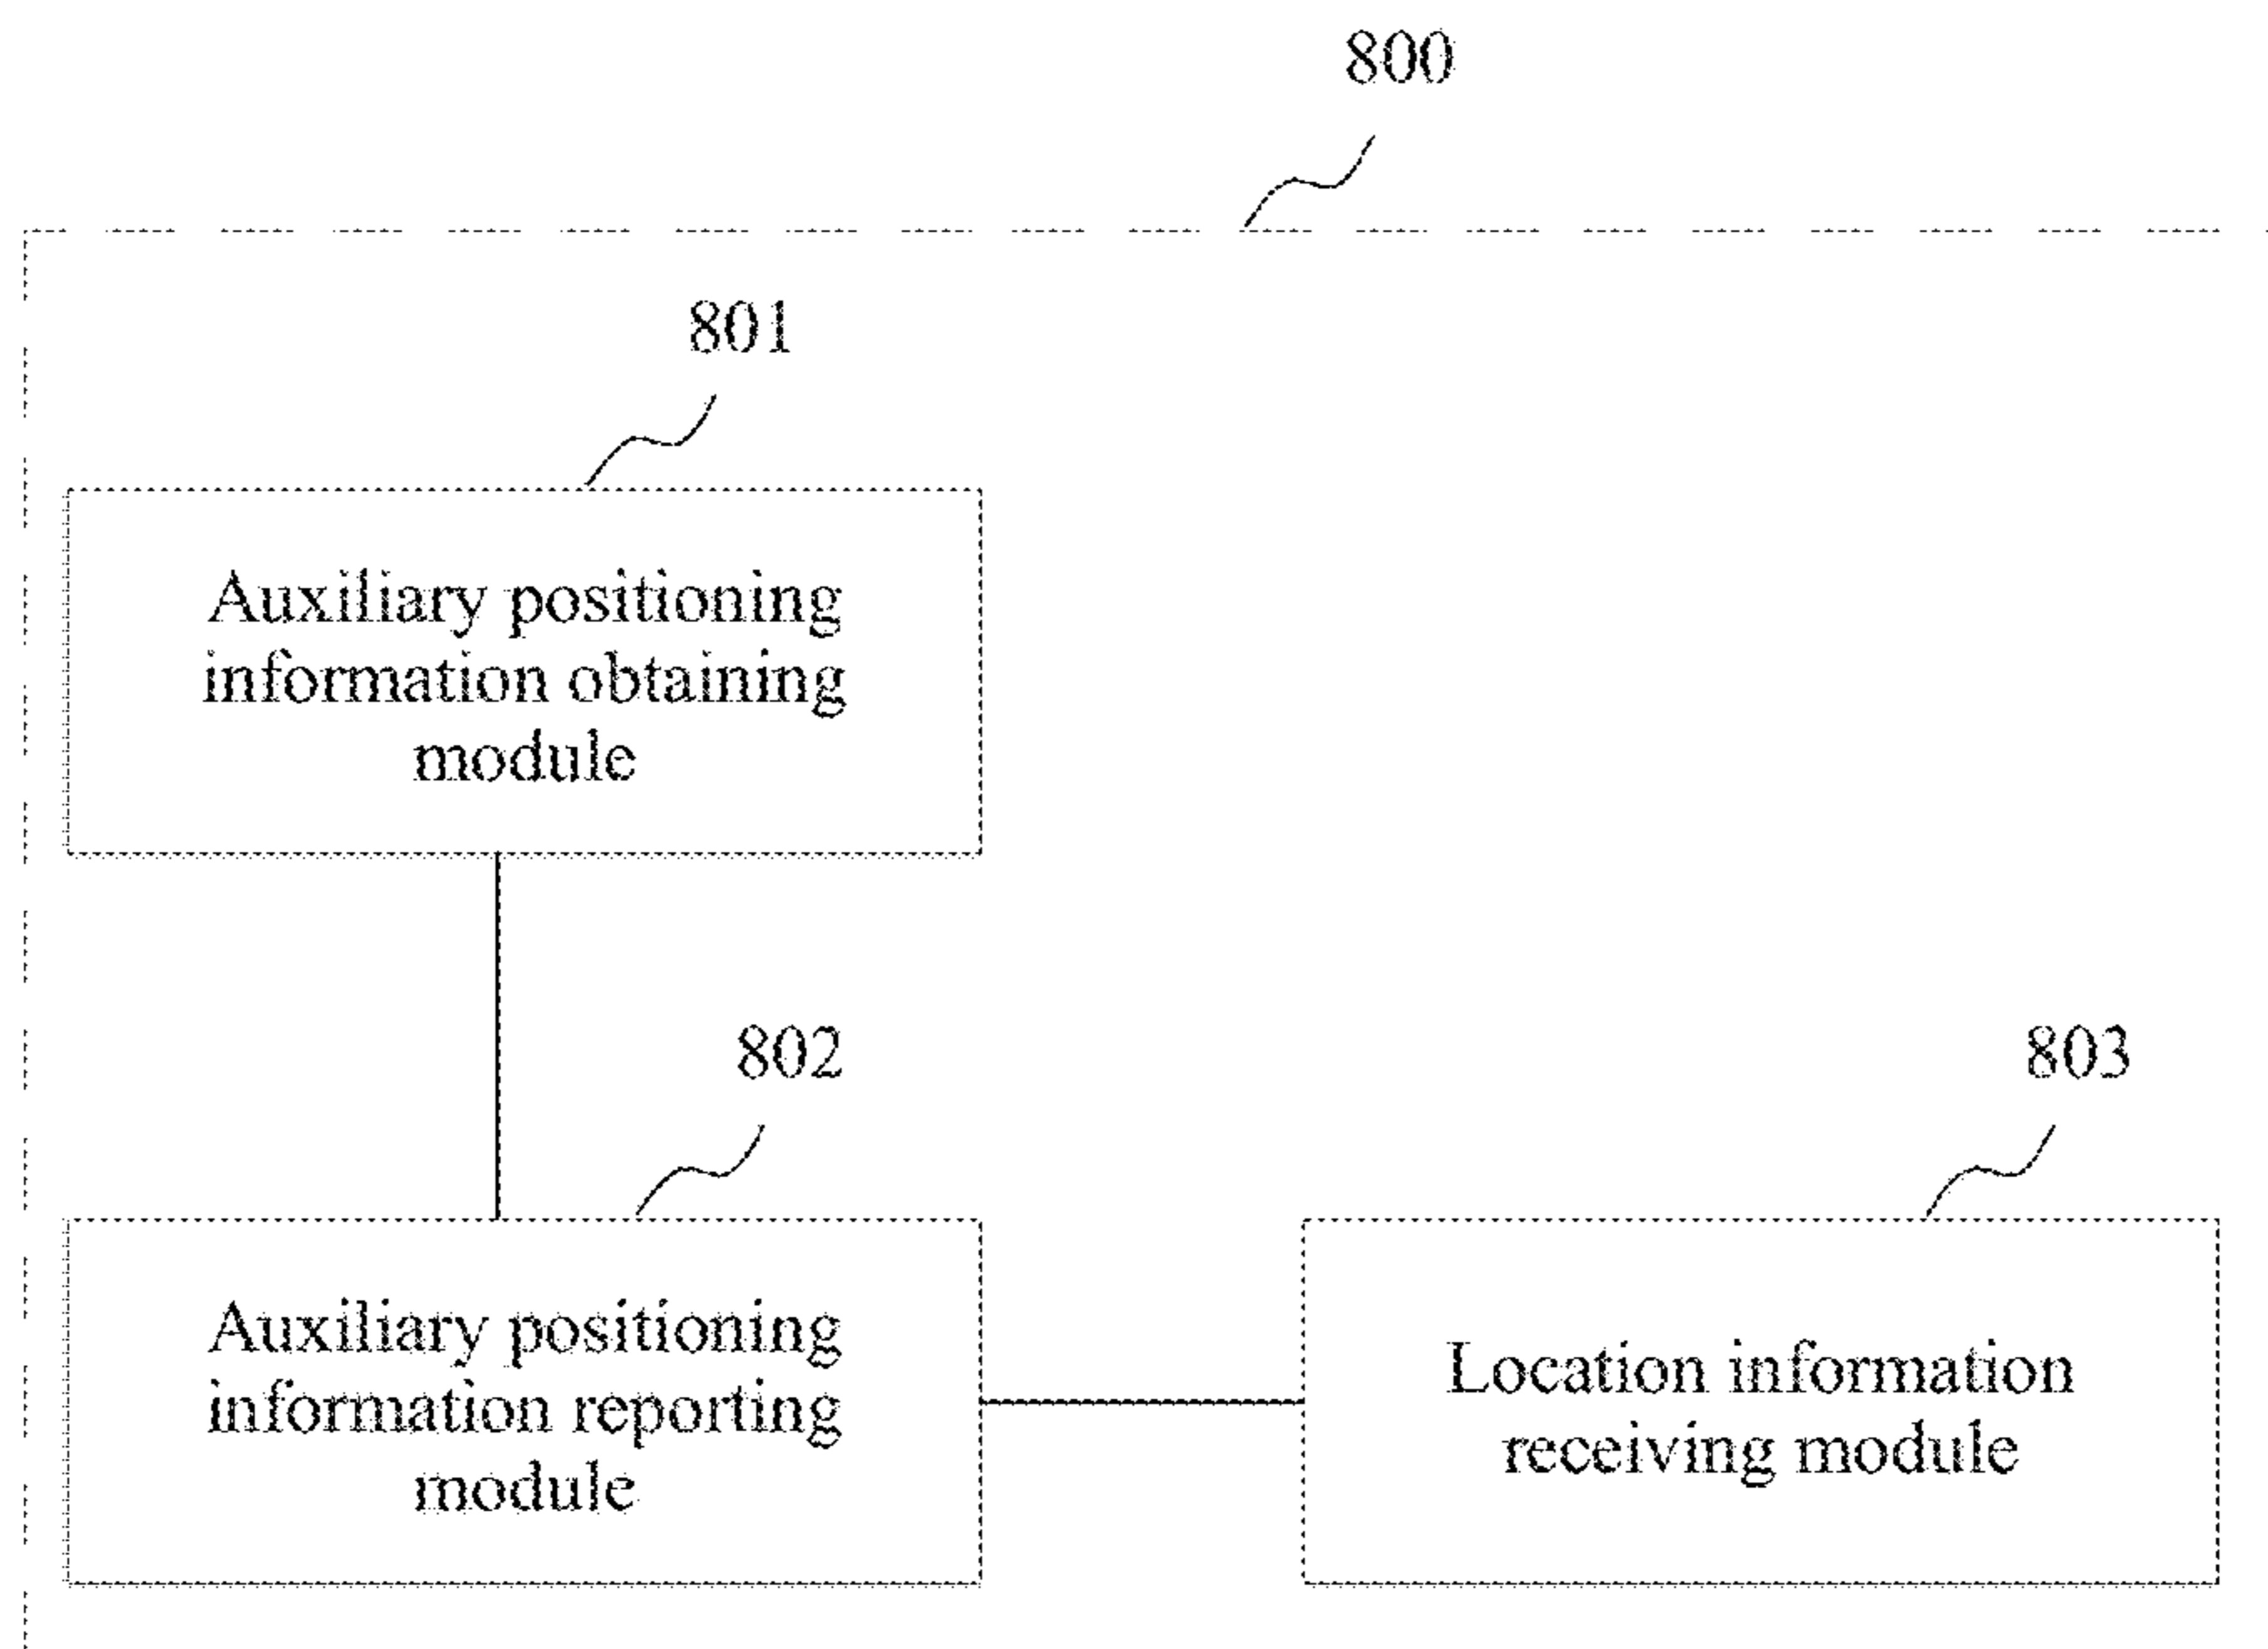 800
801
Auxiliary positioning
information obtaining
module
802
803
Auxiliary positioning
information reporting
module
Location information
receiving module